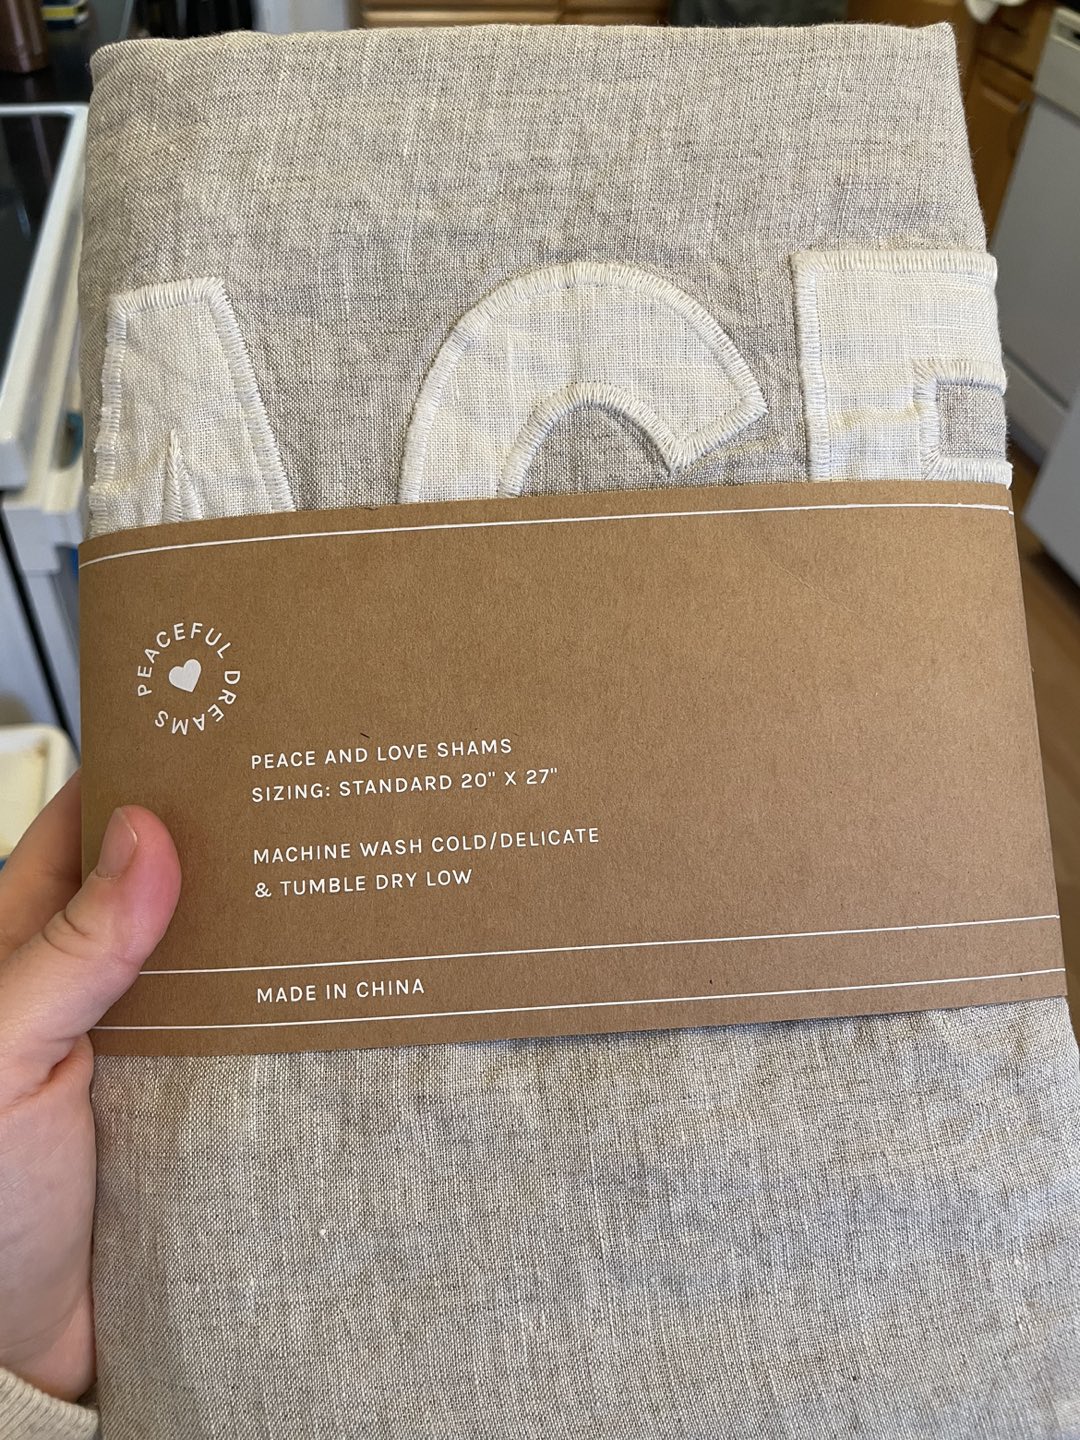 ACE
PEACEFUL DREAMS
PEACE AND LOVE SHAMS
SIZING: STANDARD 20" X 27"
MACHINE WASH COLD/DELICATE
& TUMBLE DRY LOW
MADE IN CHINA